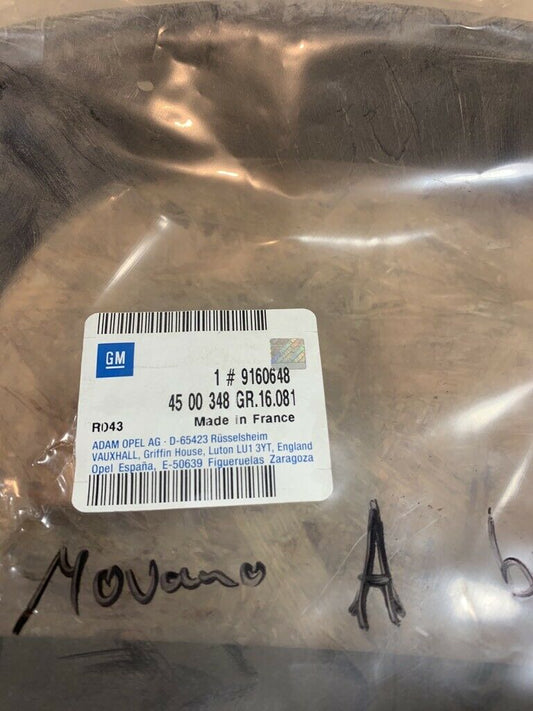 GM
1 # 9160648
45 00 348 GR.16.081
R043 Made in France
ADAM OPEL AG · D-65423 Rüsselsheim
VAUXHALL, Griffin House, Luton LU1 3YT, England
Opel España, E-50639 Figueruelas Zaragoza
Movano A